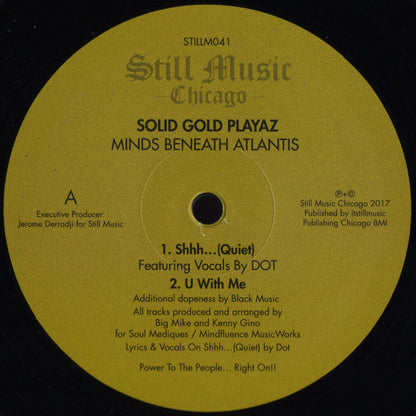 STILLM041
Still Music
Chicago
SOLID GOLD PLAYAZ
MINDS BENEATH ATLANTIS
A
Executive Producer:
Jerome Derradji for Still Music
℗+©
Still Music Chicago 2017
Published by Itstillmusic
Publishing Chicago BMI
1. Shhh...(Quiet)
Featuring Vocals By DOT
2. U With Me
Additional dopeness by Black Music
All tracks produced and arranged by
Big Mike and Kenny Gino
for Soul Mediques / Mindfluence MusicWorks
Lyrics & Vocals On Shhh...(Quiet) by Dot
Power To The People... Right On!!